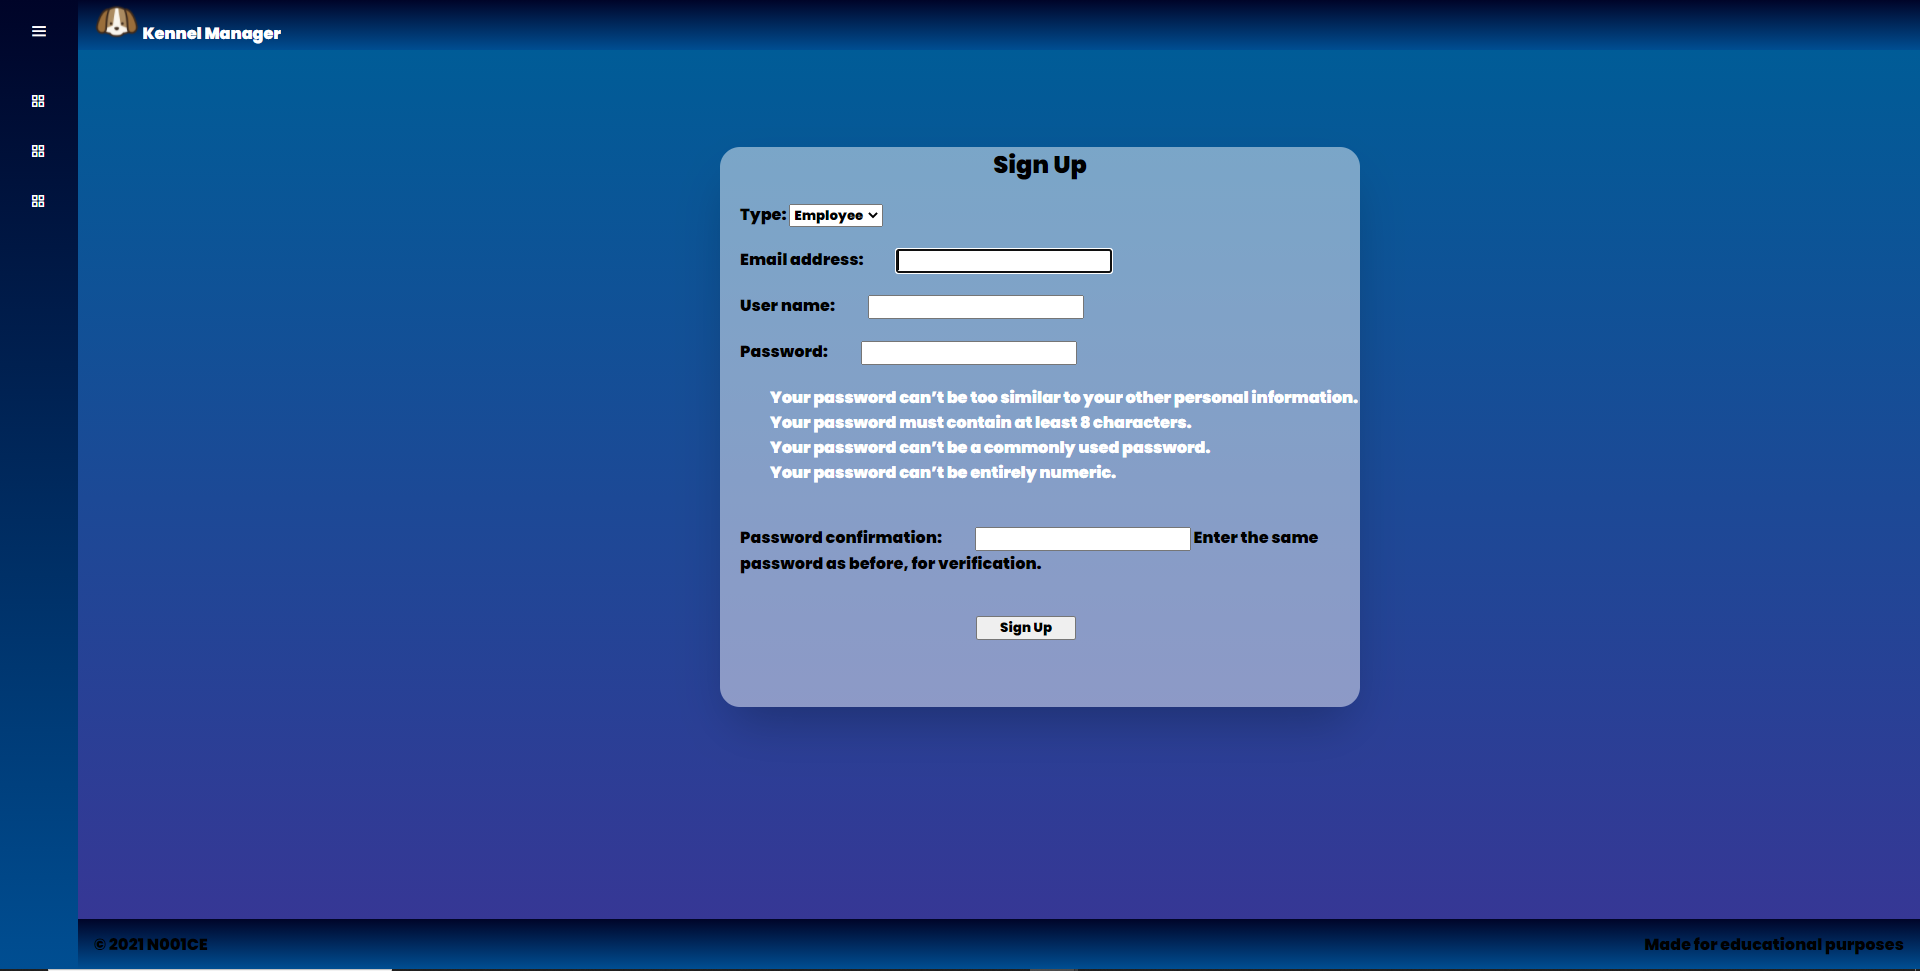 Kennel Manager
Sign Up
Type: Employee
Email address:
User name:
Password:
Your password can’t be too similar to your other personal information.
Your password must contain at least 8 characters.
Your password can’t be a commonly used password.
Your password can’t be entirely numeric.
Password confirmation: Enter the same
password as before, for verification.
Sign Up
© 2021 N001CE
Made for educational purposes